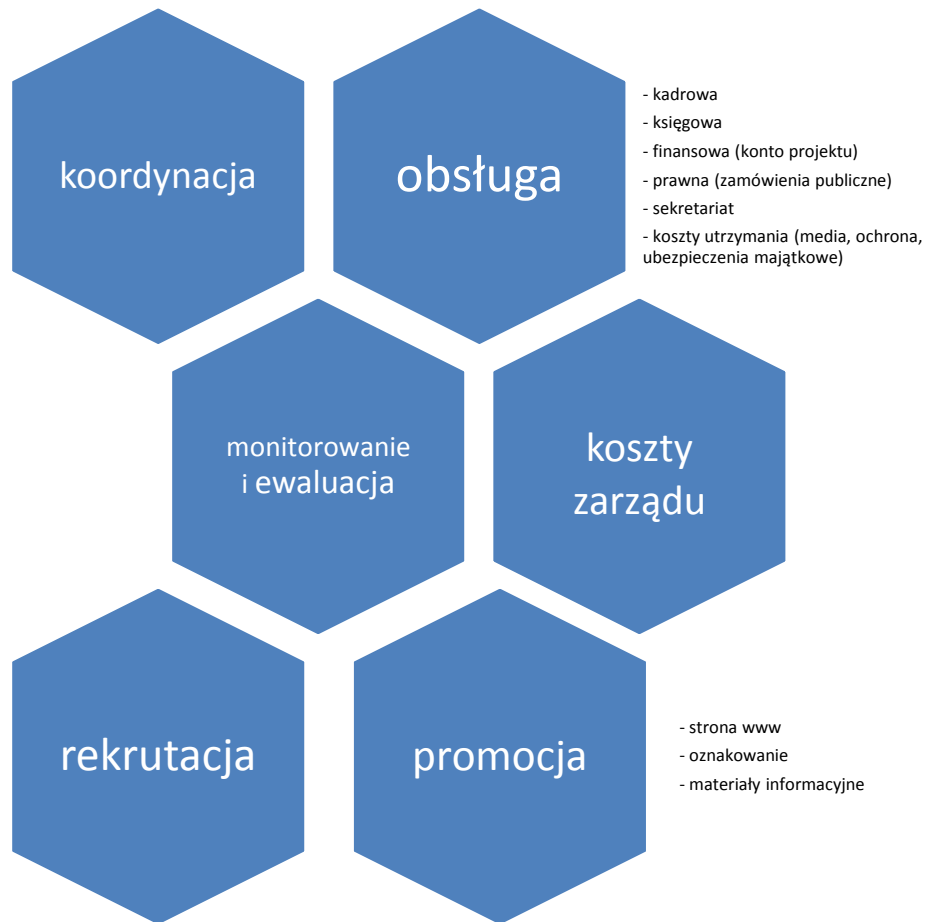 koordynacja
obsługa
- kadrowa
- księgowa
- finansowa (konto projektu)
- prawna (zamówienia publiczne)
- sekretariat
- koszty utrzymania (media, ochrona,
ubezpieczenia majątkowe)
monitorowanie
i ewaluacja
koszty
zarządu
rekrutacja
promocja
- strona www
- oznakowanie
- materiały informacyjne